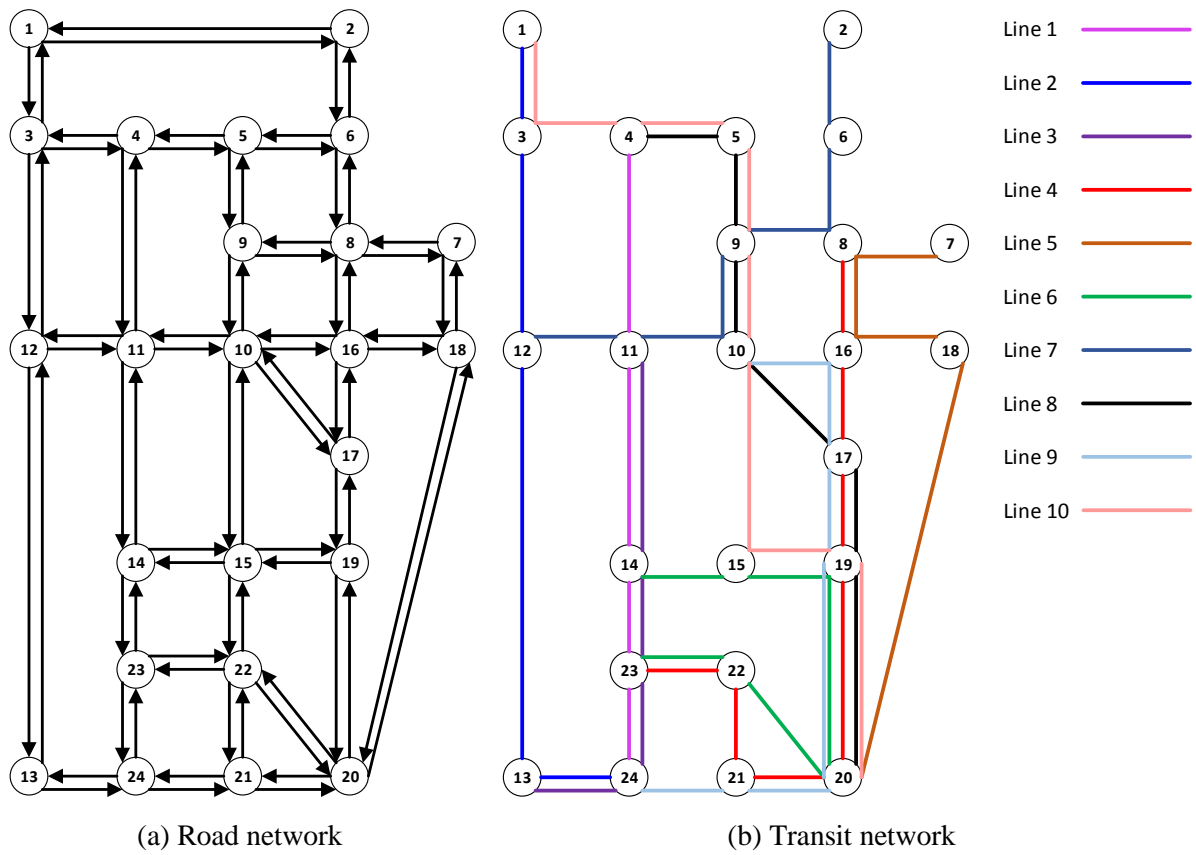 1 2 1 2 Line 1
Line 2
3 4 5 6 3 4 5 6 Line 3
Line 4
9 8 7 9 8 7 Line 5
Line 6
12 11 10 16 18 12 11 10 16 18 Line 7
Line 8
17 17 Line 9
Line 10
14 15 19 14 15 19
23 22 23 22
13 24 21 20 13 24 21 20
(a) Road network (b) Transit network